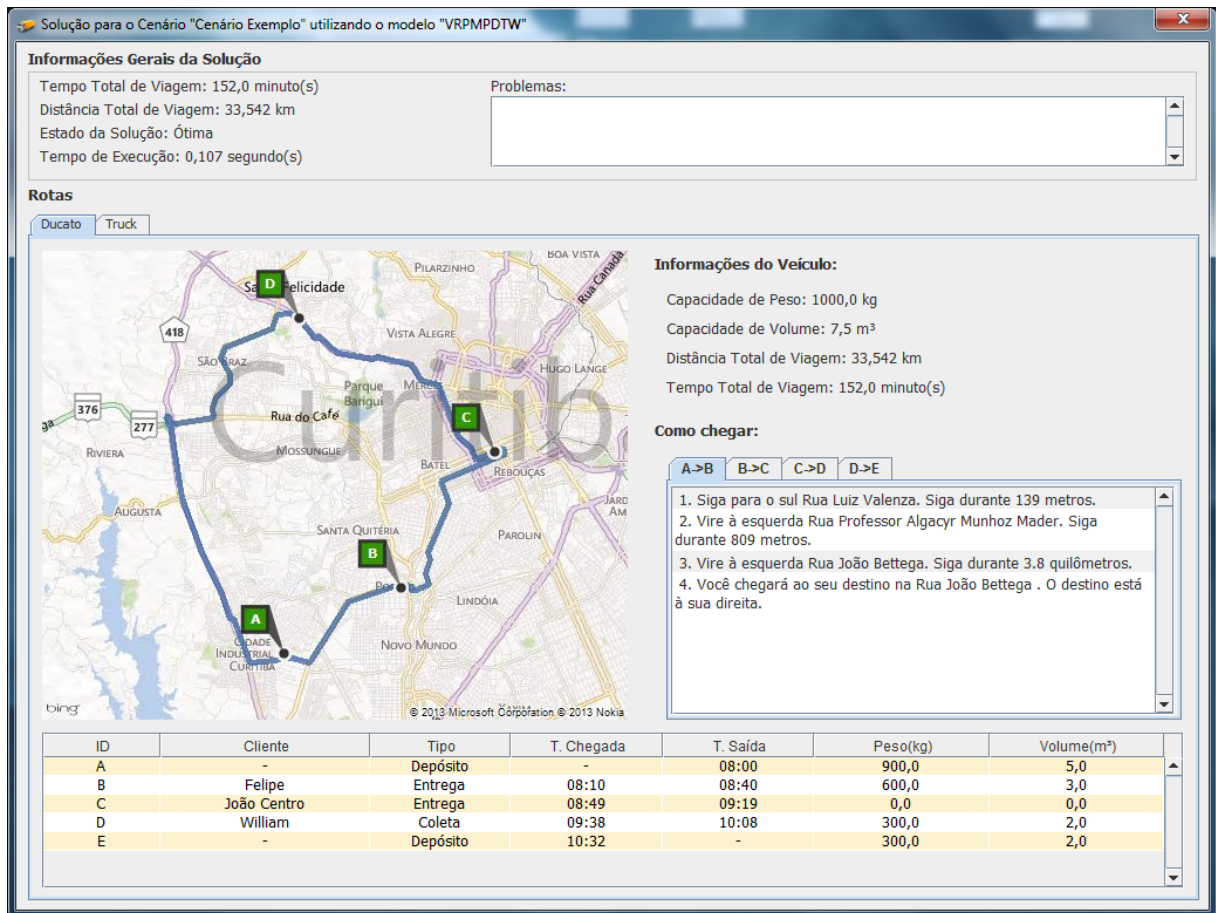 Solução para o Cenário "Cenário Exemplo" utilizando o modelo "VRPMPDTW"
Informações Gerais da Solução
Tempo Total de Viagem: 152,0 minuto(s)
Distância Total de Viagem: 33,542 km
Estado da Solução: Ótima
Tempo de Execução: 0,107 segundo(s)
Problemas:
Rotas
Ducato Truck
PILARZINHO
BOA VISTA
Rua Canadá
D
Felicidade
418
VISTA ALEGRE
SÃO BRAZ
HUGO LANGE
Parque
Barigui
Curitib
376
277
Rua do Café
C
MOSSUNGUE
RIVIERA
BATEL
REBOUÇAS
AUGUSTA
SANTA QUITÉRIA
PAROLIN
B
LINDÓIA
A
CIDADE
INDUSTRIAL
CURITIBA
NOVO MUNDO
bing
© 2013 Microsoft Corporation © 2013 Nokia
Informações do Veículo:
Capacidade de Peso: 1000,0 kg
Capacidade de Volume: 7,5 m³
Distância Total de Viagem: 33,542 km
Tempo Total de Viagem: 152,0 minuto(s)
Como chegar:
A->B B->C C->D D->E
1. Siga para o sul Rua Luiz Valenza. Siga durante 139 metros.
2. Vire à esquerda Rua Professor Algacyr Munhoz Mader. Siga
durante 809 metros.
3. Vire à esquerda Rua João Bettega. Siga durante 3.8 quilômetros.
4. Você chegará ao seu destino na Rua João Bettega . O destino está
à sua direita.
ID Cliente Tipo T. Chegada T. Saída Peso(kg) Volume(m³)
A - Depósito - 08:00 900,0 5,0
B Felipe Entrega 08:10 08:40 600,0 3,0
C João Centro Entrega 08:49 09:19 0,0 0,0
D William Coleta 09:38 10:08 300,0 2,0
E - Depósito 10:32 - 300,0 2,0